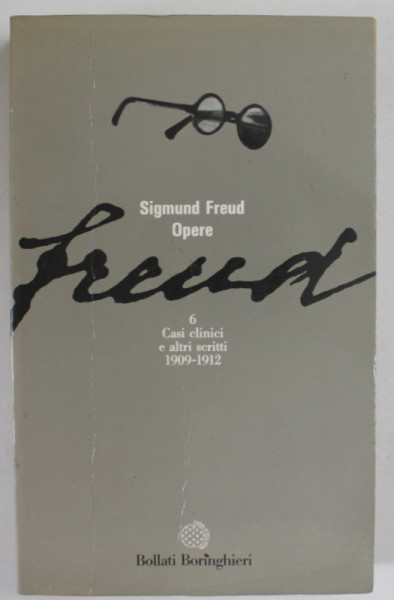 Sigmund Freud
Opere
freud
6
Casi clinici
e altri scritti
1909-1912
Bollati Boringhieri